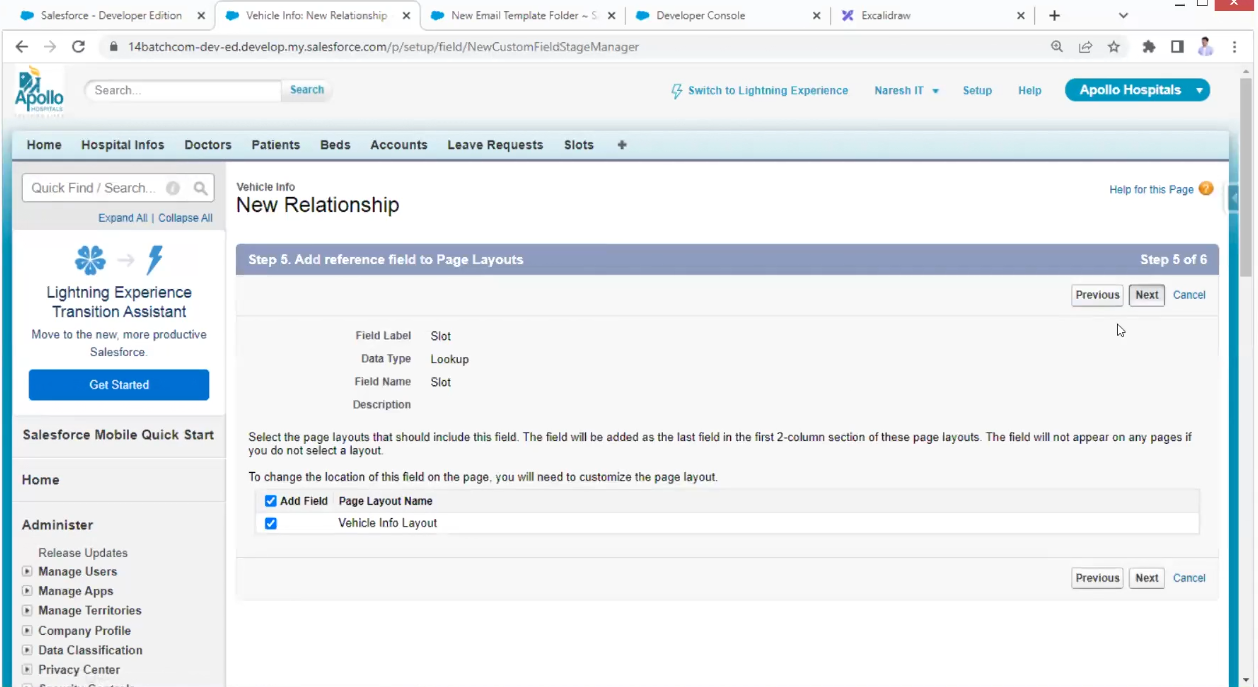 Salesforce - Developer Edition
Vehicle Info: New Relationship
New Email Template Folder ~ S
Developer Console
Excalidraw
14batchcom-dev-ed.develop.my.salesforce.com/p/setup/field/NewCustomFieldStageManager
Apollo
HOSPITALS
Search...
Search
Switch to Lightning Experience
Naresh IT
Setup
Help
Apollo Hospitals
Home Hospital Infos Doctors Patients Beds Accounts Leave Requests Slots +
Quick Find / Search...
Expand All | Collapse All
Lightning Experience
Transition Assistant
Move to the new, more productive
Salesforce.
Get Started
Salesforce Mobile Quick Start
Home
Administer
Release Updates
Manage Users
Manage Apps
Manage Territories
Company Profile
Data Classification
Privacy Center
Vehicle Info
New Relationship
Help for this Page ?
Step 5. Add reference field to Page Layouts
Step 5 of 6
Previous Next Cancel
Field Label Slot
Data Type Lookup
Field Name Slot
Description
Select the page layouts that should include this field. The field will be added as the last field in the first 2-column section of these page layouts. The field will not appear on any pages if
you do not select a layout.
To change the location of this field on the page, you will need to customize the page layout.
Add Field Page Layout Name
Vehicle Info Layout
Previous Next Cancel